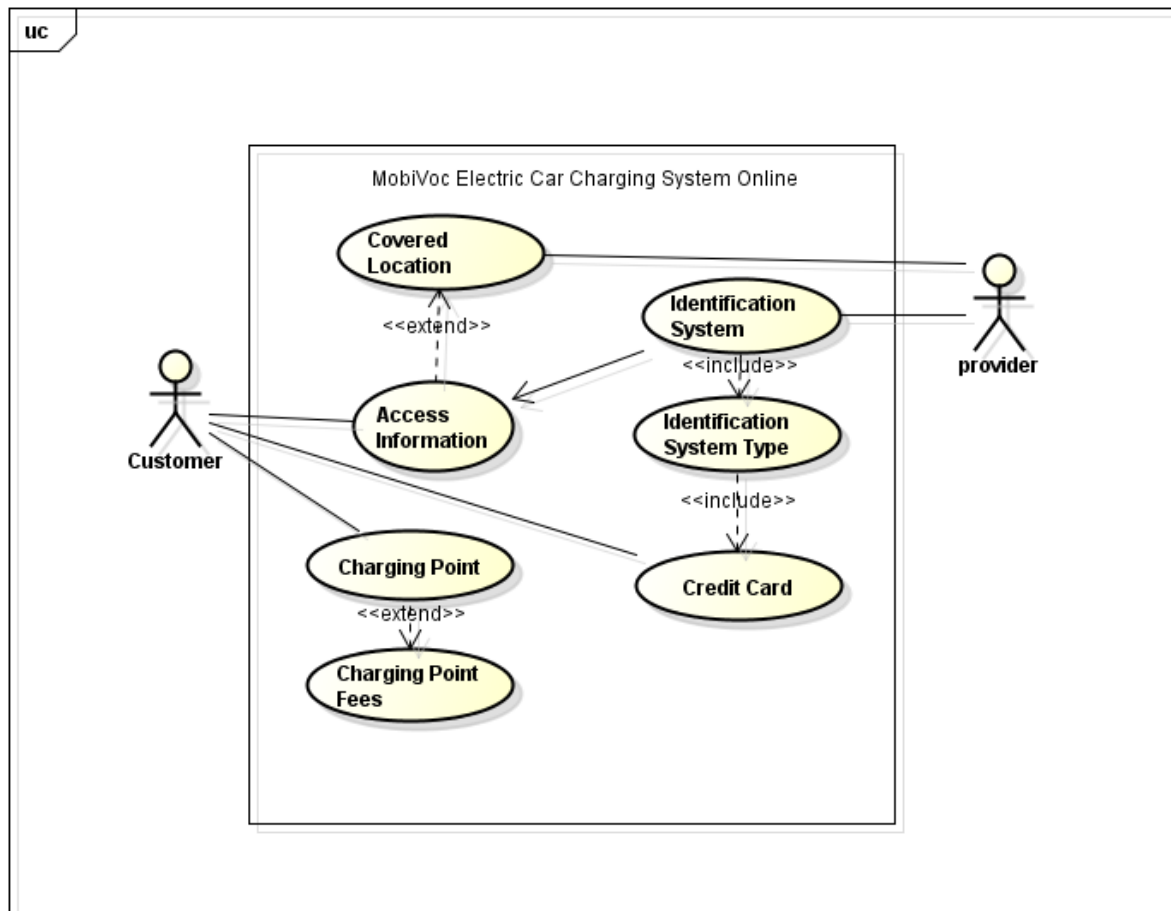 uc
MobiVoc Electric Car Charging System Online
Covered
Location
<<extend>>
Identification
System
<<include>>
provider
Access
Information
Customer
Identification
System Type
<<include>>
Charging Point
<<extend>>
Credit Card
Charging Point
Fees